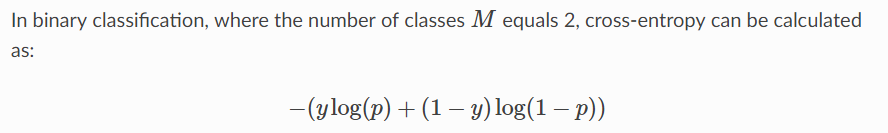 In binary classification, where the number of classes M equals 2, cross-entropy can be calculated
as:
−(y log(p) + (1 − y) log(1 − p))